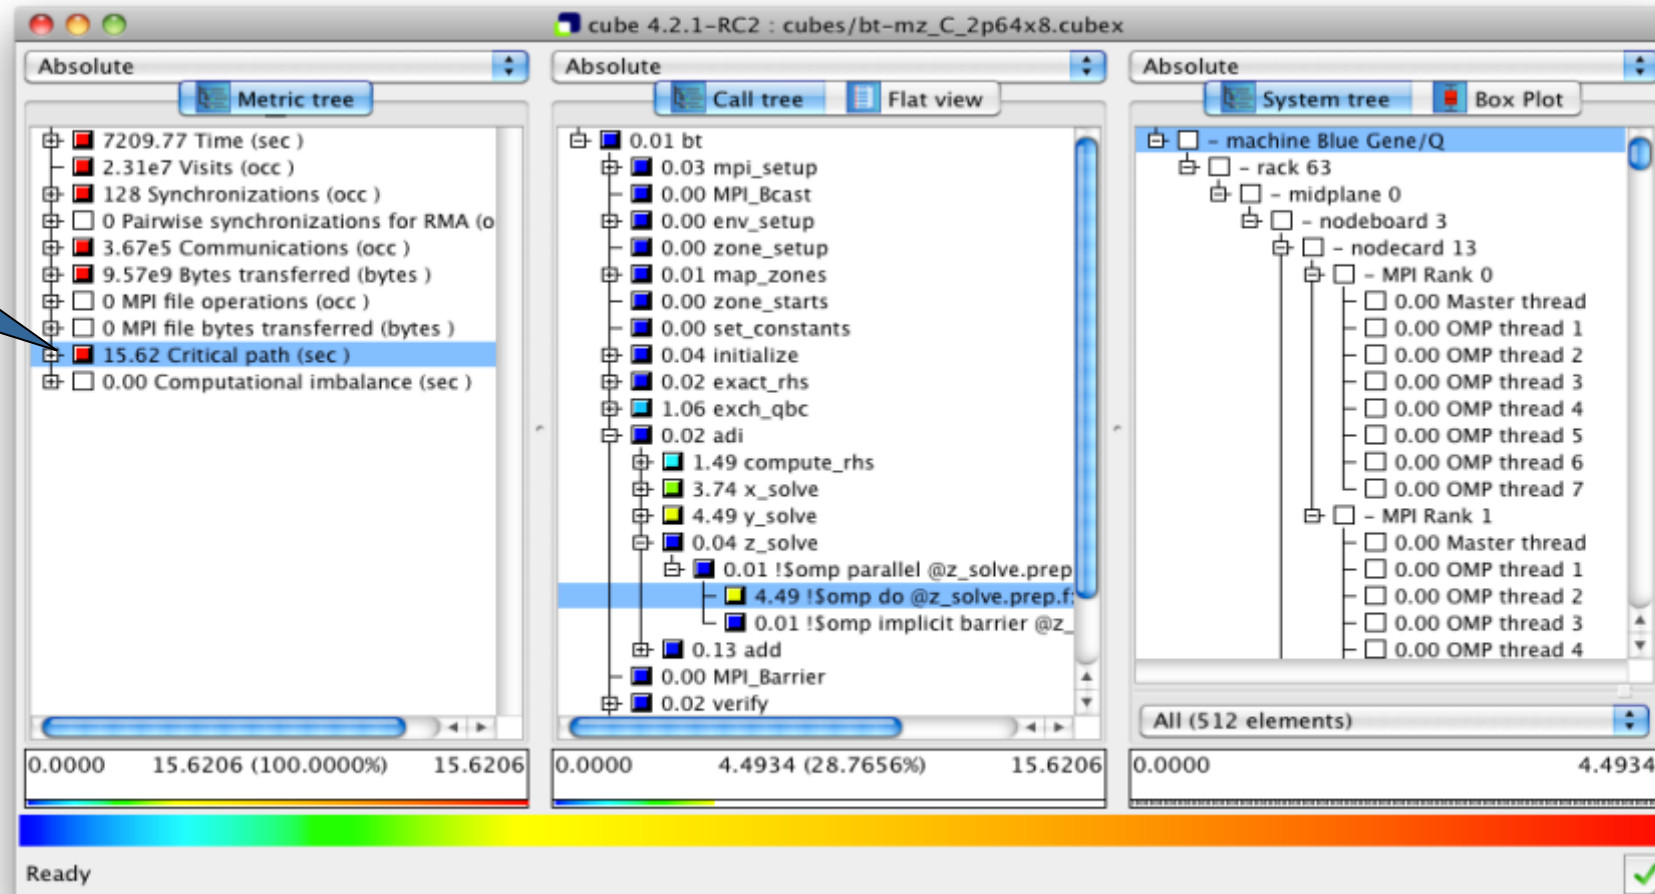 cube 4.2.1-RC2 : cubes/bt-mz_C_2p64x8.cubex
Absolute
Metric tree
7209.77 Time (sec )
2.31e7 Visits (occ )
128 Synchronizations (occ )
0 Pairwise synchronizations for RMA (o
3.67e5 Communications (occ )
9.57e9 Bytes transferred (bytes )
0 MPI file operations (occ )
0 MPI file bytes transferred (bytes )
15.62 Critical path (sec )
0.00 Computational imbalance (sec )
0.0000 15.6206 (100.0000%) 15.6206
Absolute
Call tree Flat view
0.01 bt
0.03 mpi_setup
0.00 MPI_Bcast
0.00 env_setup
0.00 zone_setup
0.01 map_zones
0.00 zone_starts
0.00 set_constants
0.04 initialize
0.02 exact_rhs
1.06 exch_qbc
0.02 adi
1.49 compute_rhs
3.74 x_solve
4.49 y_solve
0.04 z_solve
0.01 !$omp parallel @z_solve.prep
4.49 !$omp do @z_solve.prep.f
0.01 !$omp implicit barrier @z_
0.13 add
0.00 MPI_Barrier
0.02 verify
0.0000 4.4934 (28.7656%) 15.6206
Absolute
System tree Box Plot
- machine Blue Gene/Q
- rack 63
- midplane 0
- nodeboard 3
- nodecard 13
- MPI Rank 0
0.00 Master thread
0.00 OMP thread 1
0.00 OMP thread 2
0.00 OMP thread 3
0.00 OMP thread 4
0.00 OMP thread 5
0.00 OMP thread 6
0.00 OMP thread 7
- MPI Rank 1
0.00 Master thread
0.00 OMP thread 1
0.00 OMP thread 2
0.00 OMP thread 3
0.00 OMP thread 4
All (512 elements)
0.0000 4.4934
Ready